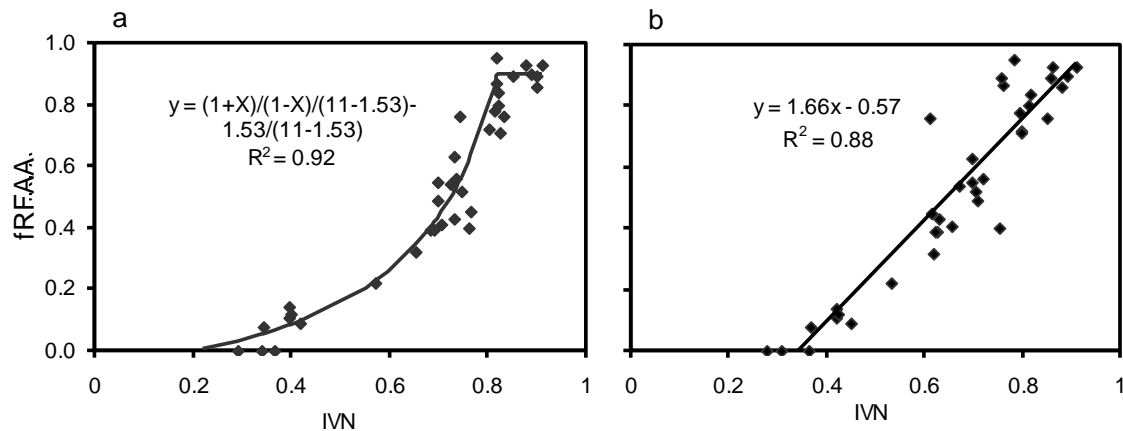 a
b
1.0
0.8
0.6
0.4
0.2
0.0
fRF.A.A.
y = (1+X)/(1-X)/(11-1.53)-
1.53/(11-1.53)
R² = 0.92
y = 1.66x - 0.57
R² = 0.88
0 0.2 0.4 0.6 0.8 1
0 0.2 0.4 0.6 0.8 1
IVN
IVN